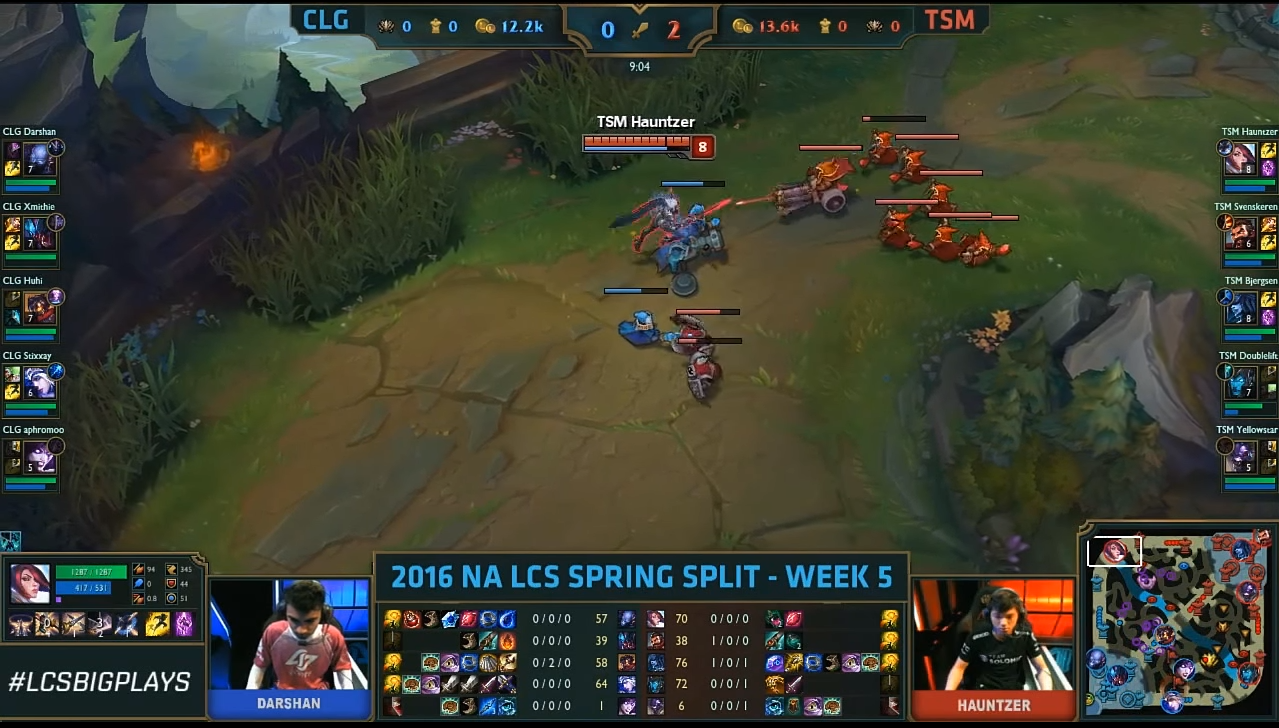 CLG 0 0 12.2k 0 2 13.6k 0 0 TSM
9:04
TSM Hauntzer
8
CLG Darshan
7
CLG Xmithie
7
CLG Huhi
7
CLG Stixxay
6
CLG aphromoo
5
TSM Hauntzer
8
TSM Svenskeren
6
TSM Bjergsen
8
TSM Doublelift
7
TSM Yellowstar
5
1287 / 1287
417 / 531
94 345
0 44
0.8 51
#LCSBIGPLAYS
DARSHAN
2016 NA LCS SPRING SPLIT - WEEK 5
0/0/0 57 70 0/0/0
0/0/0 39 38 1/0/0
0/2/0 58 76 1/0/1
0/0/0 64 72 0/0/1
0/0/0 1 6 0/0/1
HAUNTZER